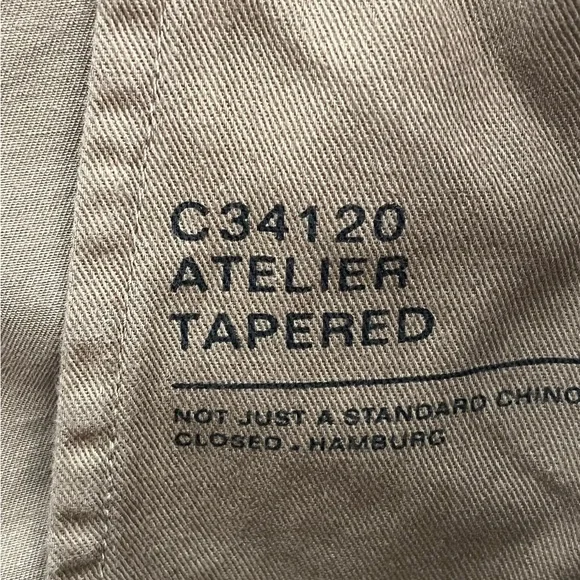 C34120
ATELIER
TAPERED
NOT JUST A STANDARD CHINO
CLOSED - HAMBURG